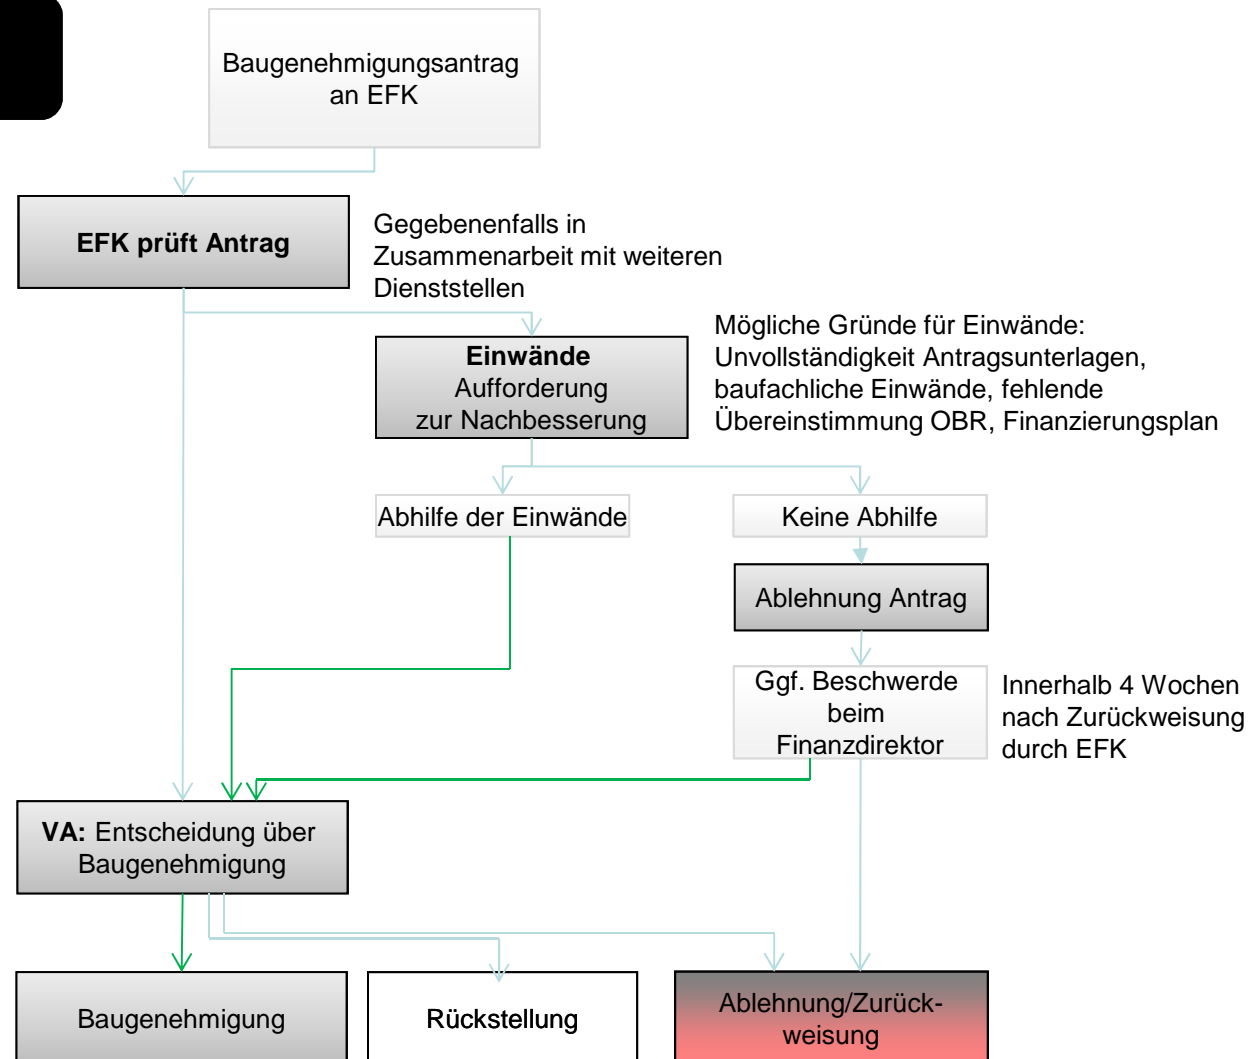 Baugenehmigungsantrag
an EFK
EFK prüft Antrag
Gegebenenfalls in
Zusammenarbeit mit weiteren
Dienststellen
Einwände
Aufforderung
zur Nachbesserung
Mögliche Gründe für Einwände:
Unvollständigkeit Antragsunterlagen,
baufachliche Einwände, fehlende
Übereinstimmung OBR, Finanzierungsplan
Abhilfe der Einwände
Keine Abhilfe
Ablehnung Antrag
Ggf. Beschwerde
beim
Finanzdirektor
Innerhalb 4 Wochen
nach Zurückweisung
durch EFK
VA: Entscheidung über
Baugenehmigung
Baugenehmigung
Rückstellung
Ablehnung/Zurück-
weisung